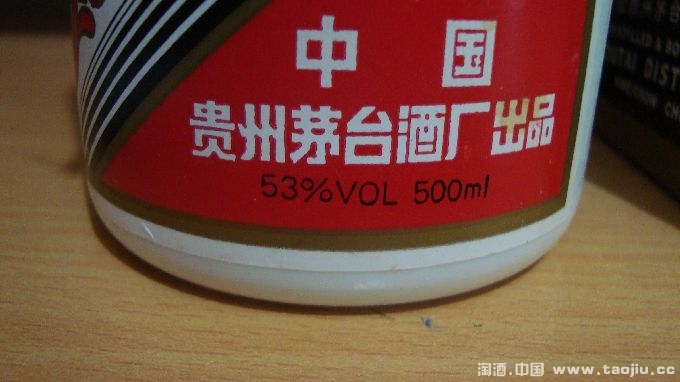 中国
贵州茅台酒厂出品
53%VOL 500ml
DIST
淘酒.中国 www.taojiu.cc